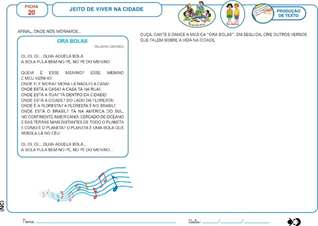 FICHA
20
JEITO DE VIVER NA CIDADE
PRODUÇÃO
DE TEXTO
AFINAL, ONDE NÓS MORAMOS...
ORA BOLAS
PALAVRA CANTADA
OI, OI, OI... OLHA AQUELA BOLA
A BOLA PULA BEM NO PÉ, NO PÉ DO MENINO
QUEM É ESSE MENINO? ESSE MENINO
É MEU VIZINHO!
ONDE ELE MORA? MORA LÁ NAQUELA CASA!
ONDE ESTÁ A CASA? A CASA TÁ NA RUA!
ONDE ESTÁ A RUA? TÁ DENTRO DA CIDADE!
ONDE ESTÁ A CIDADE? DO LADO DA FLORESTA!
ONDE É A FLORESTA? A FLORESTA É NO BRASIL!
ONDE ESTÁ O BRASIL? TÁ NA AMÉRICA DO SUL,
NO CONTINENTE AMERICANO, CERCADO DE OCEANO
E DAS TERRAS MAIS DISTANTES DE TODO O PLANETA
E COMO É O PLANETA? O PLANETA É UMA BOLA QUE
REBOLA LÁ NO CÉU
OI, OI, OI... OLHA AQUELA BOLA
A BOLA PULA BEM NO PÉ, NO PÉ DO MENINO...
OUÇA, CANTE E DANCE A MÚSICA "ORA BOLAS". EM SEGUIDA, CRIE OUTROS VERSOS
QUE FALEM SOBRE A VIDA NA CIDADE.
Nome: Data: